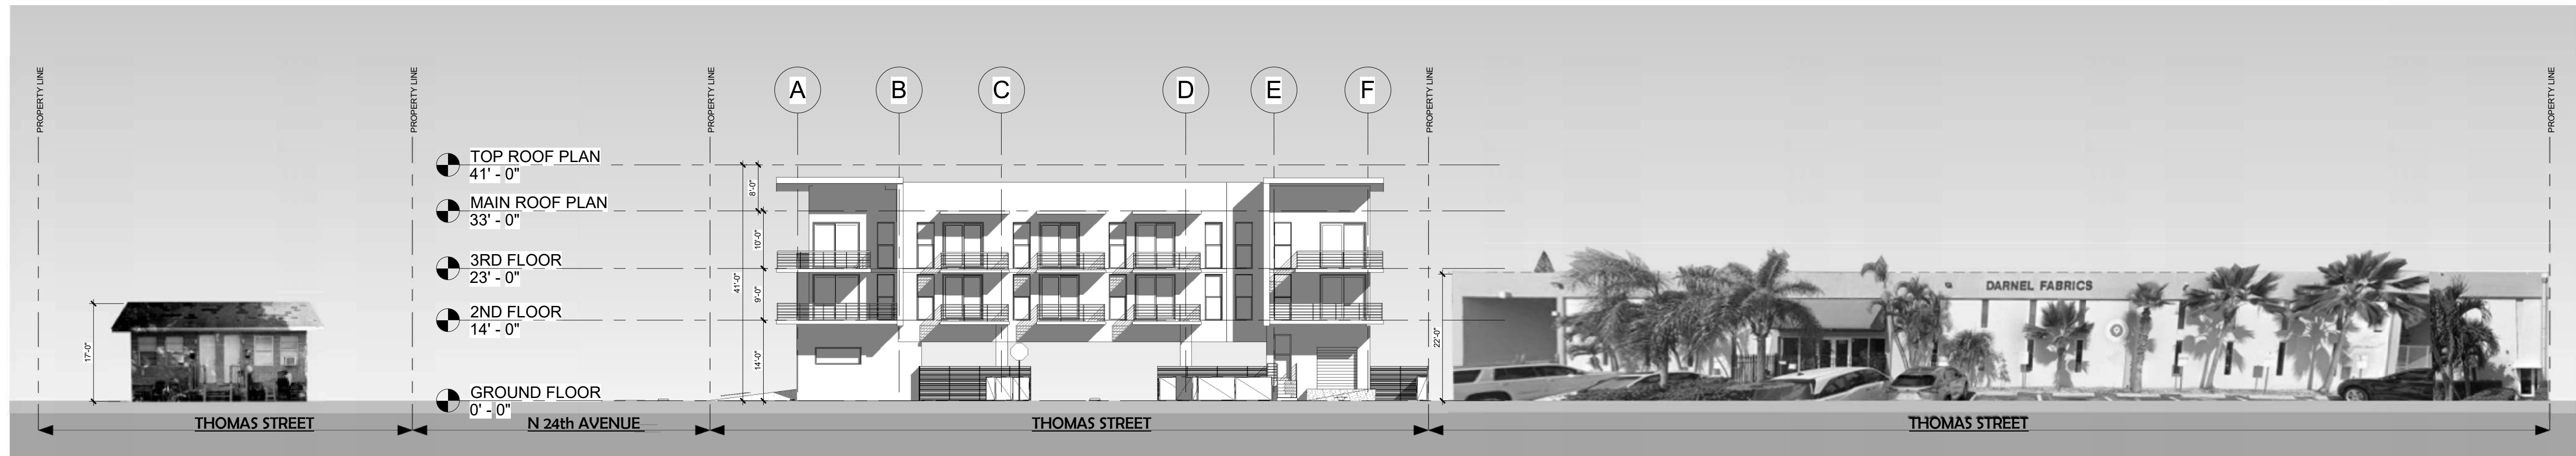 PROPERTY LINE
PROPERTY LINE
PROPERTY LINE
A
B
C
D
E
F
PROPERTY LINE
PROPERTY LINE
TOP ROOF PLAN
41' - 0"
MAIN ROOF PLAN
33' - 0"
3RD FLOOR
23' - 0"
2ND FLOOR
14' - 0"
GROUND FLOOR
0' - 0"
17'-0"
41'-0"
8'-0"
10'-0"
9'-0"
14'-0"
22'-0"
DARNEL FABRICS
THOMAS STREET
N 24th AVENUE
THOMAS STREET
THOMAS STREET